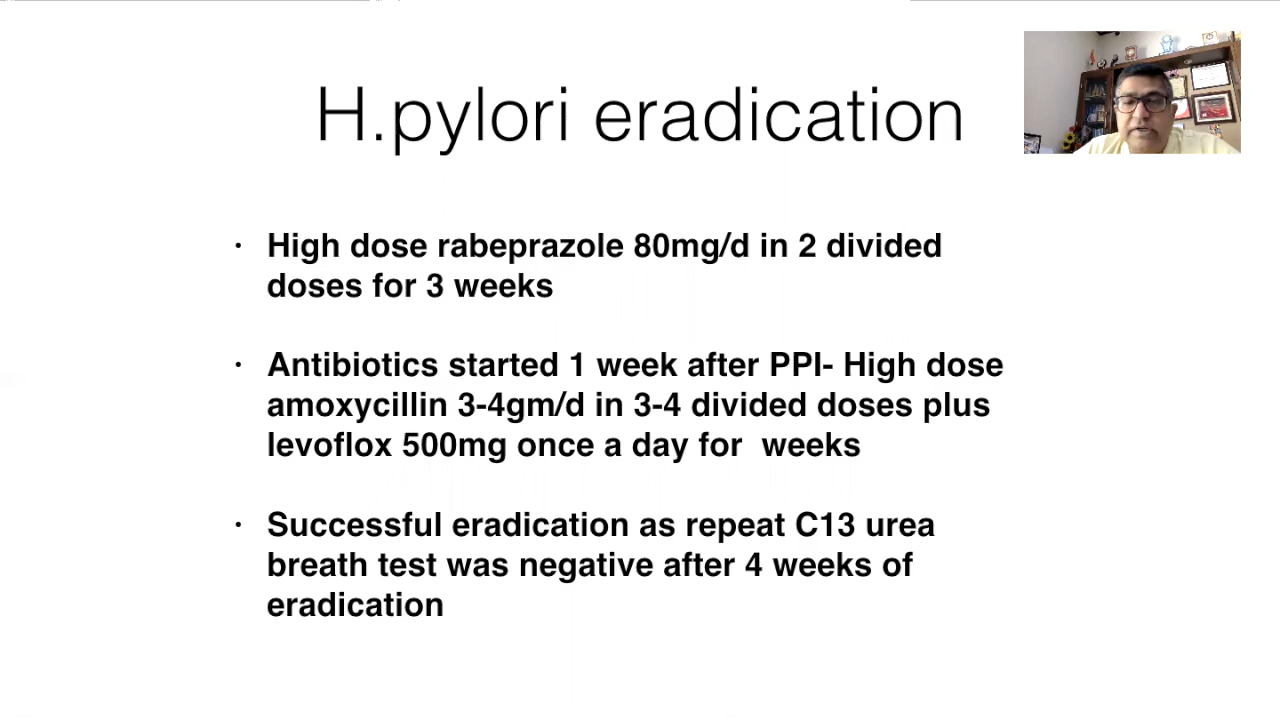 H.pylori eradication
• High dose rabeprazole 80mg/d in 2 divided
doses for 3 weeks
• Antibiotics started 1 week after PPI- High dose
amoxycillin 3-4gm/d in 3-4 divided doses plus
levoflox 500mg once a day for  weeks
• Successful eradication as repeat C13 urea
breath test was negative after 4 weeks of
eradication